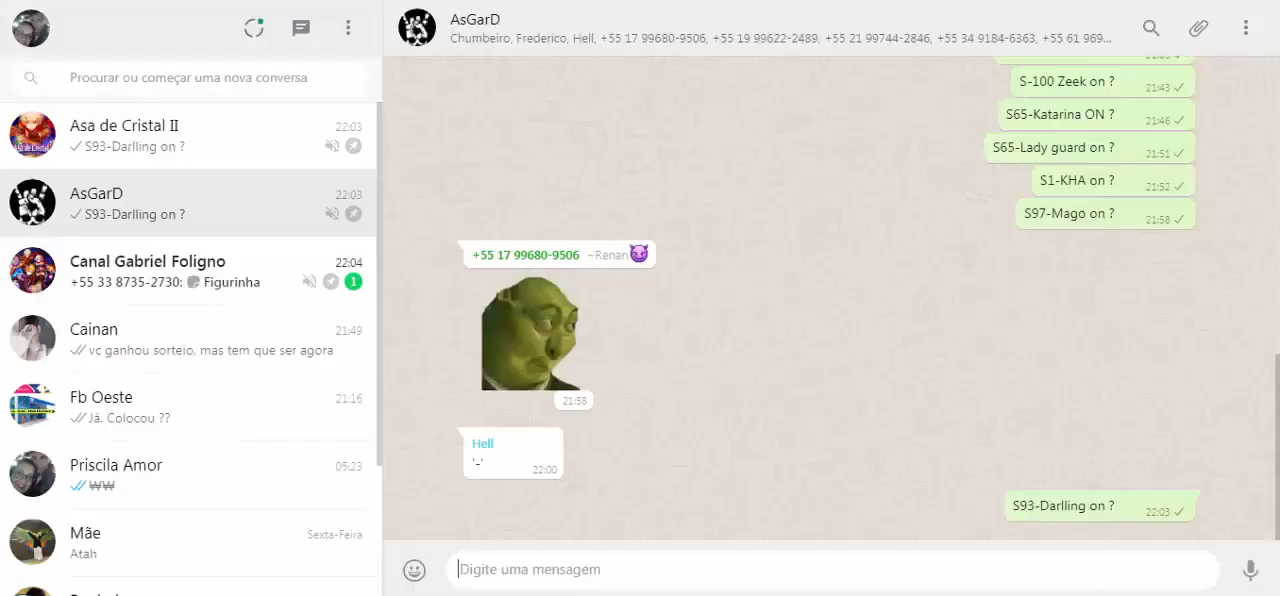 Procurar ou começar uma nova conversa
Asa de Cristal II
22:03
S93-Darlling on ?
AsGarD
22:03
S93-Darlling on ?
Canal Gabriel Foligno
22:04
+55 33 8735-2730: Figurinha
1
Cainan
21:49
vc ganhou sorteio, mas tem que ser agora
Fb Oeste
21:16
Já. Colocou ??
Priscila Amor
05:23
Mãe
Sexta-Feira
Atah
AsGarD
Chumbeiro, Frederico, Hell, +55 17 99680-9506, +55 19 99622-2489, +55 21 99744-2846, +55 34 9184-6363, +55 61 969...
S-100 Zeek on ?
21:43
S65-Katarina ON ?
21:46
S65-Lady guard on ?
21:51
S1-KHA on ?
21:52
S97-Mago on ?
21:58
+55 17 99680-9506 ~Renan
21:58
Hell
'-'
22:00
S93-Darlling on ?
22:03
Digite uma mensagem